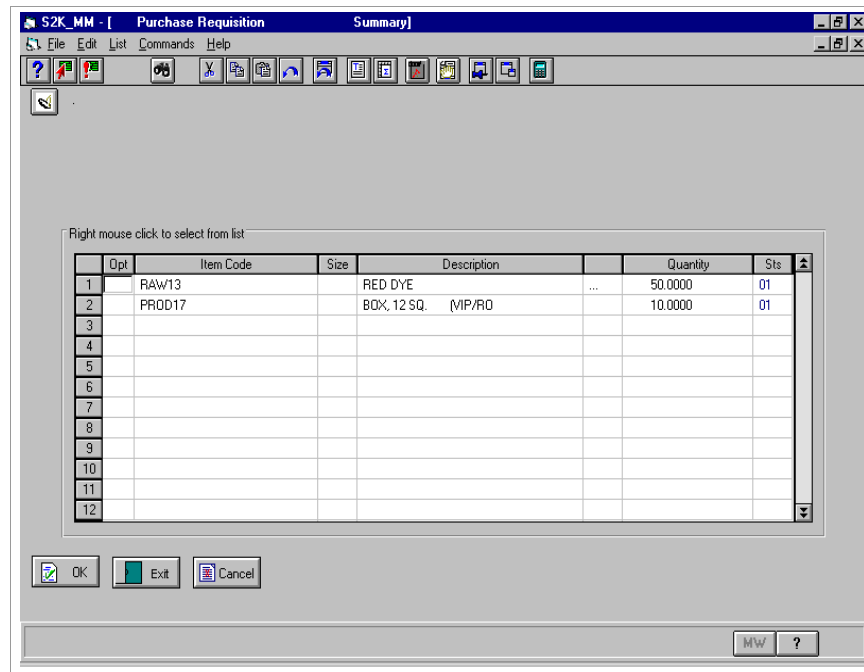 S2K_MM - [ Purchase Requisition Summary]
File Edit List Commands Help
?
.
Right mouse click to select from list
Opt Item Code Size Description Quantity Sts
1 RAW13 RED DYE ... 50.0000 01
2 PROD17 BOX, 12 SQ. (VIP/RO 10.0000 01
3
4
5
6
7
8
9
10
11
12
OK Exit Cancel
MW ?